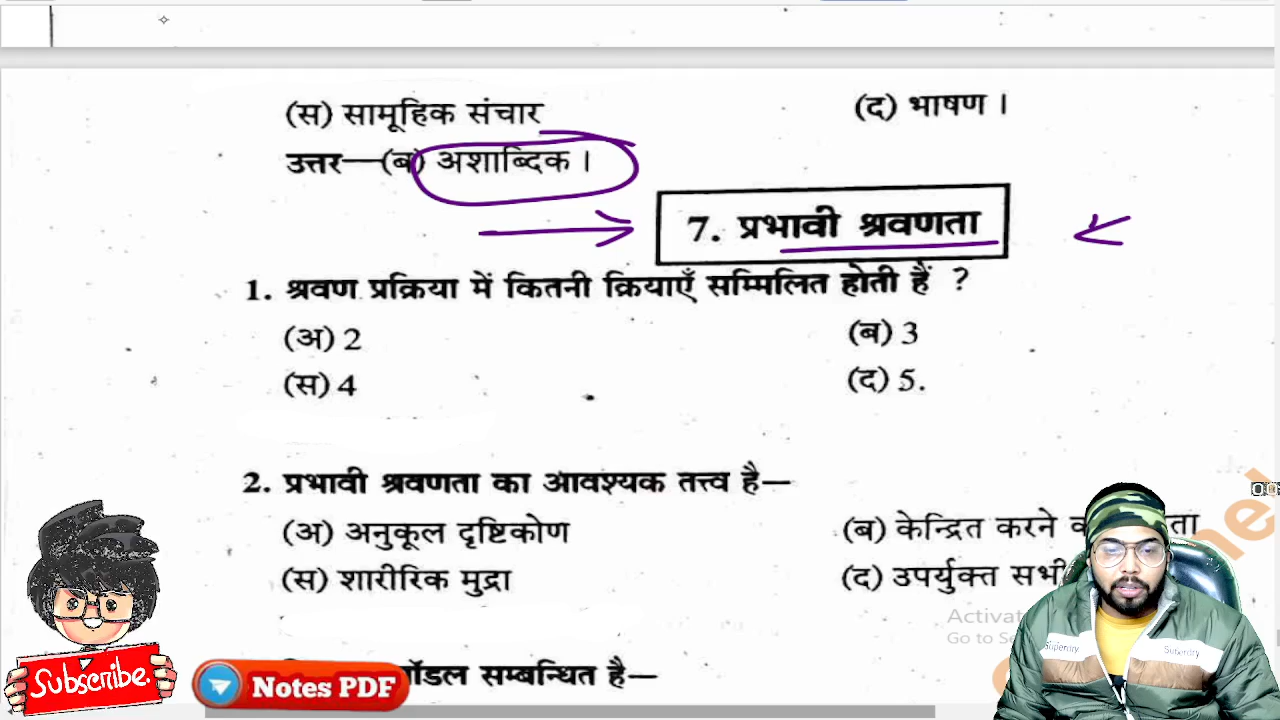 (स) सामूहिक संचार (द) भाषण ।
उत्तर—(ब) अशाब्दिक ।
7. प्रभावी श्रवणता
1. श्रवण प्रक्रिया में कितनी क्रियाएँ सम्मिलित होती हैं ?
(अ) 2 (ब) 3
(स) 4 (द) 5.
2. प्रभावी श्रवणता का आवश्यक तत्त्व है—
(अ) अनुकूल दृष्टिकोण (ब) केन्द्रित करने
(स) शारीरिक मुद्रा (द) उपर्युक्त सभी
सम्बन्धित है—
Subscribe.
Notes PDF
Activat
Go to Se